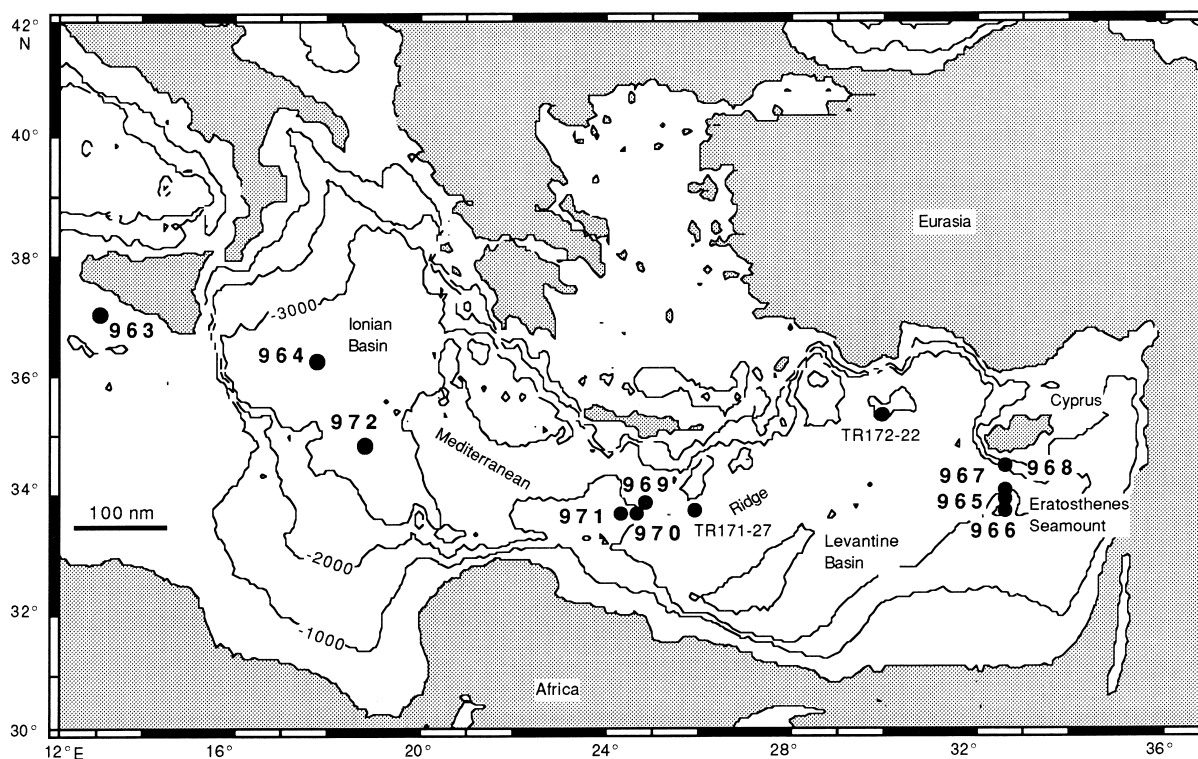 42°
N
40°
38°
36°
34°
32°
30°
12°
E
16°
20°
24°
28°
32°
36°
Eurasia
963
-3000
Ionian
Basin
964
972
Cyprus
TR172-22
Mediterranean
Ridge
969
971
970
TR171-27
967
968
965
966
Eratosthenes
Seamount
100 nm
Levantine
Basin
-2000
-1000
Africa